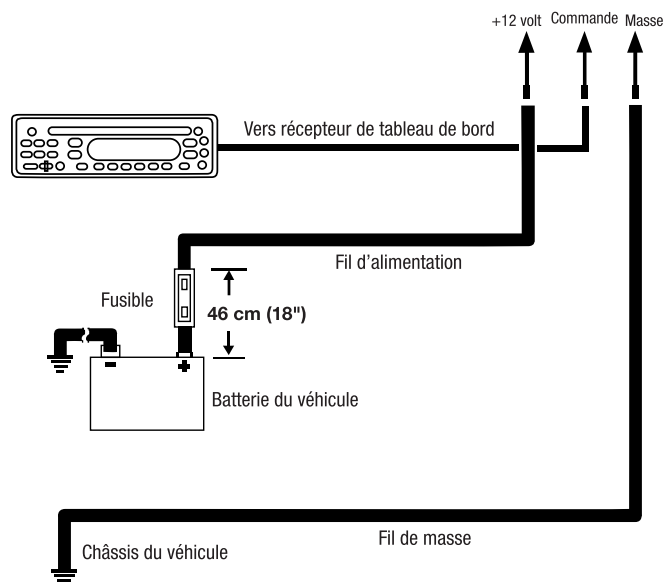 +12 volt Commande Masse
Vers récepteur de tableau de bord
Fil d’alimentation
Fusible
46 cm (18")
Batterie du véhicule
Fil de masse
Châssis du véhicule